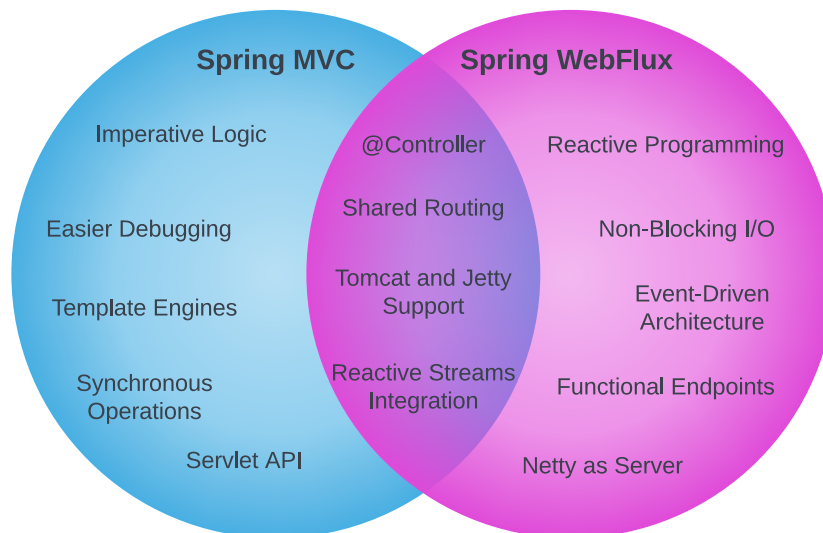 Spring MVC
Imperative Logic
Easier Debugging
Template Engines
Synchronous
Operations
Servlet API
@Controller
Shared Routing
Tomcat and Jetty
Support
Reactive Streams
Integration
Spring WebFlux
Reactive Programming
Non-Blocking I/O
Event-Driven
Architecture
Functional Endpoints
Netty as Server